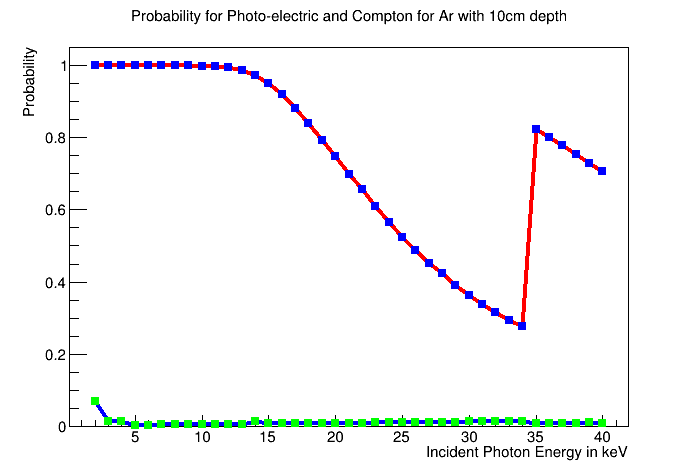 Probability for Photo-electric and Compton for Ar with 10cm depth
Probability
1
0.8
0.6
0.4
0.2
0
5 10 15 20 25 30 35 40
Incident Photon Energy in keV